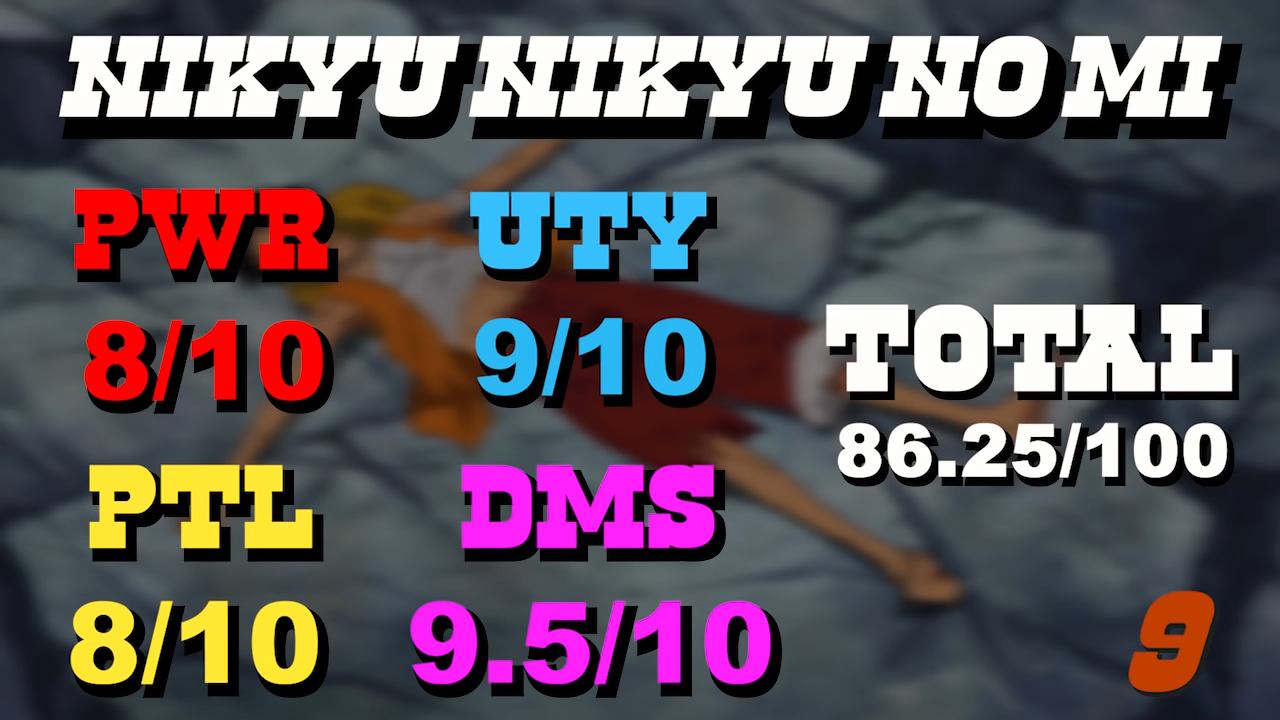 NIKYU NIKYU NO MI
PWR
8/10
UTY
9/10
TOTAL
86.25/100
PTL
8/10
DMS
9.5/10
9